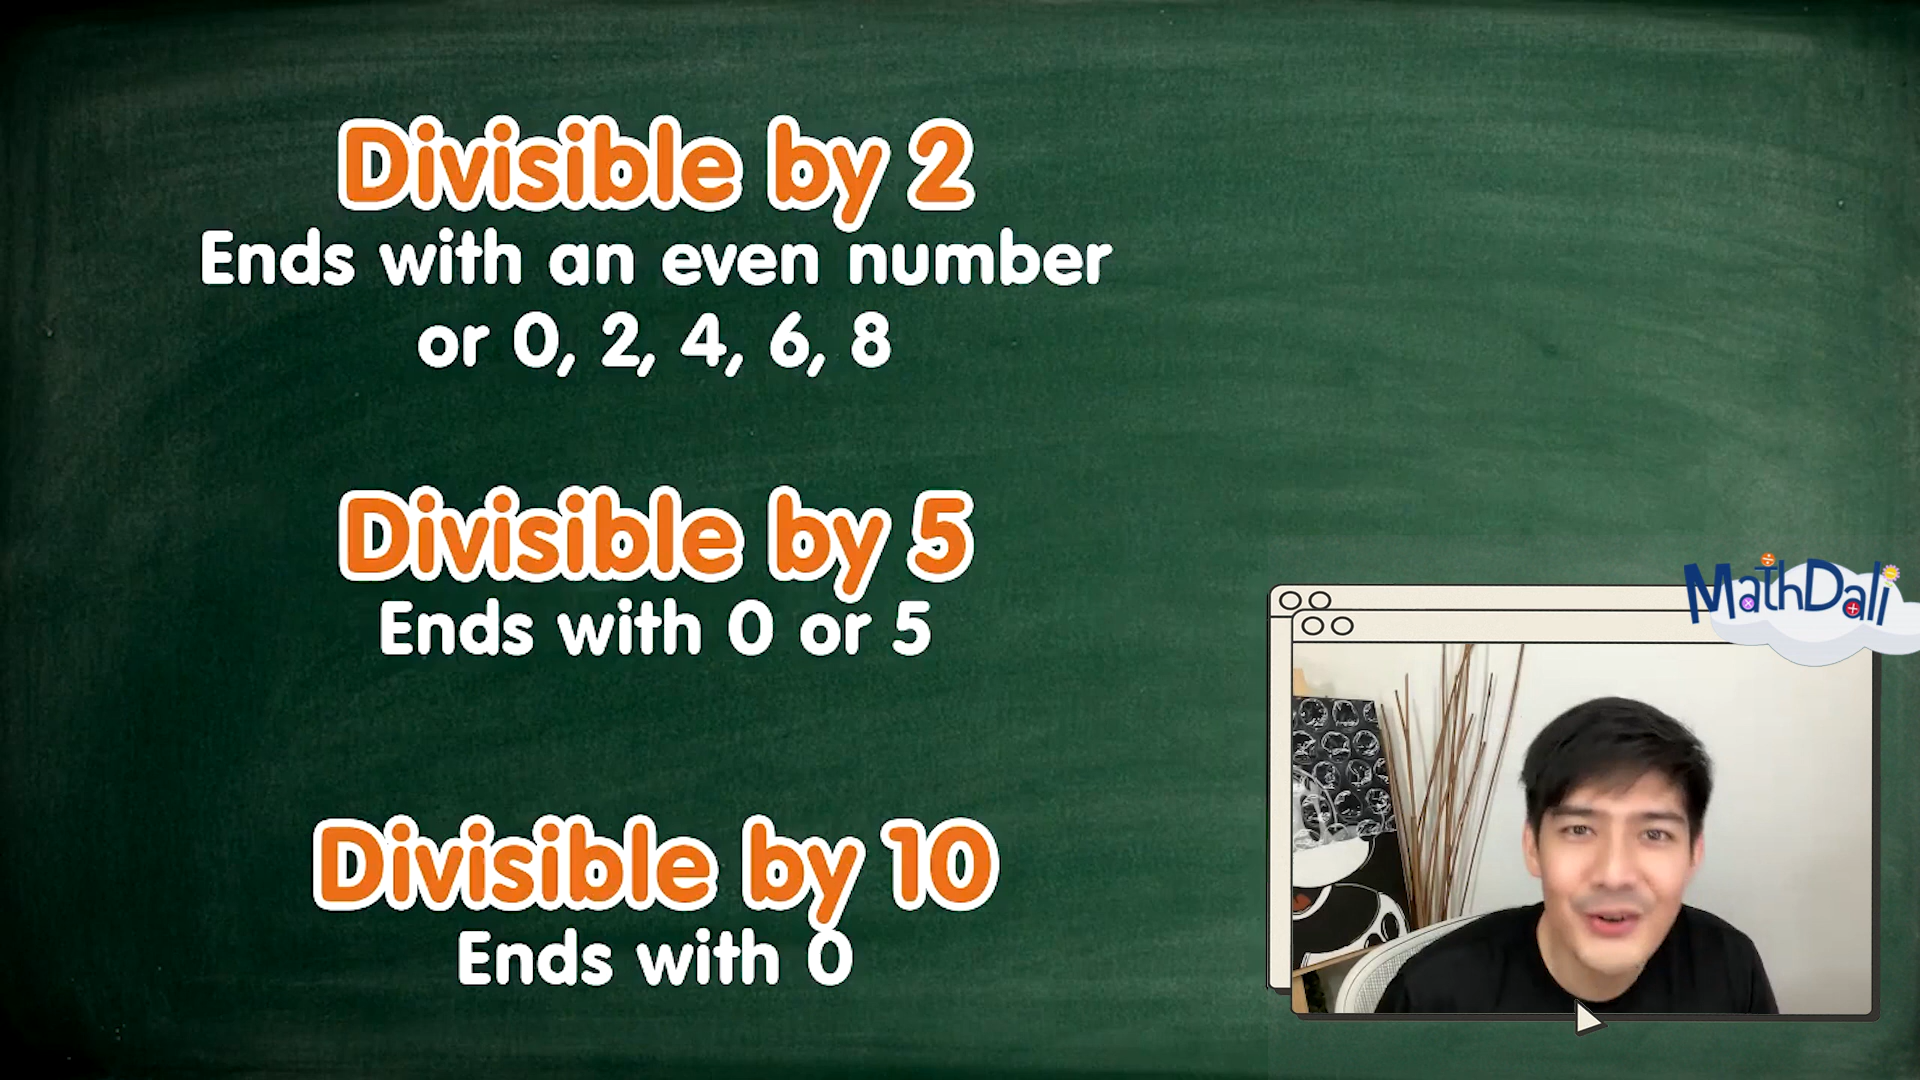 Divisible by 2
Ends with an even number
or 0, 2, 4, 6, 8
Divisible by 5
Ends with 0 or 5
Divisible by 10
Ends with 0
MathDali